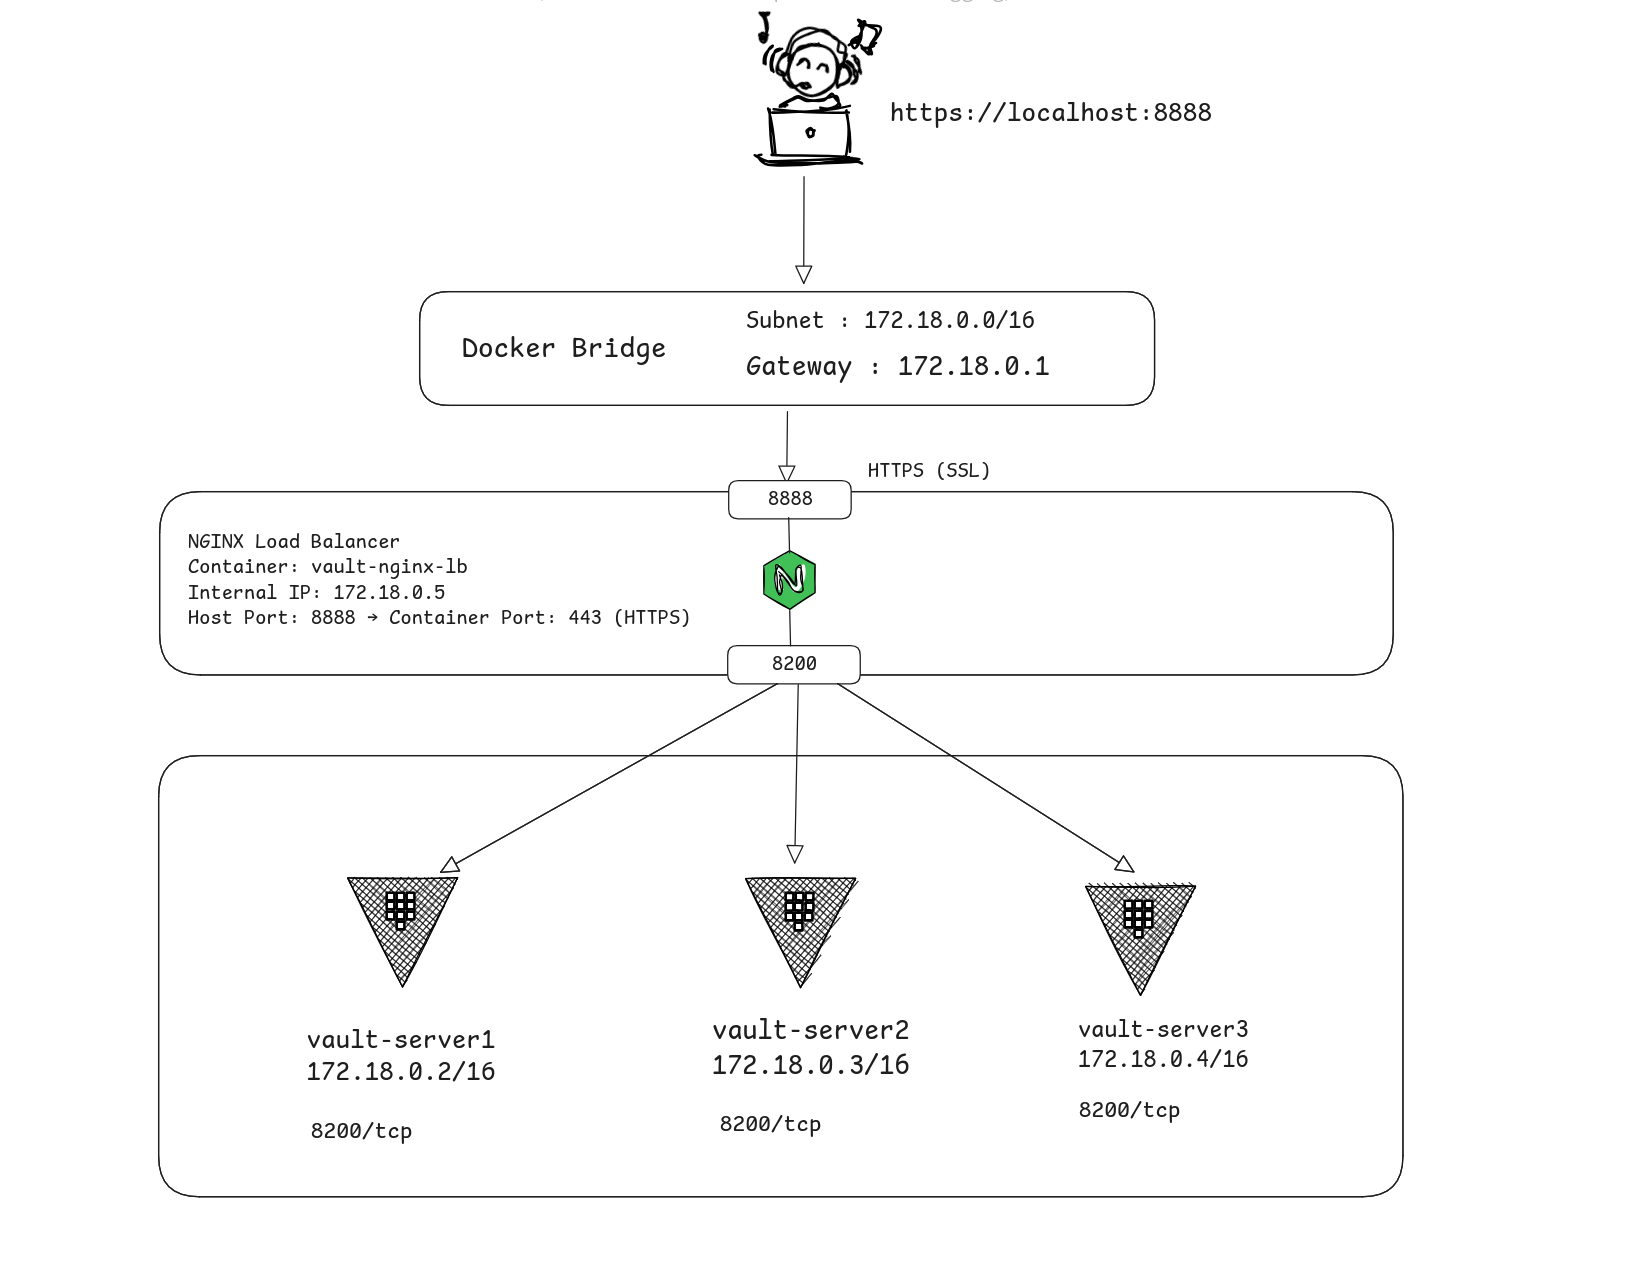 https://localhost:8888
Docker Bridge
Subnet : 172.18.0.0/16
Gateway : 172.18.0.1
HTTPS (SSL)
8888
NGINX Load Balancer
Container: vault-nginx-lb
Internal IP: 172.18.0.5
Host Port: 8888 → Container Port: 443 (HTTPS)
N
8200
vault-server1
172.18.0.2/16
8200/tcp
vault-server2
172.18.0.3/16
8200/tcp
vault-server3
172.18.0.4/16
8200/tcp